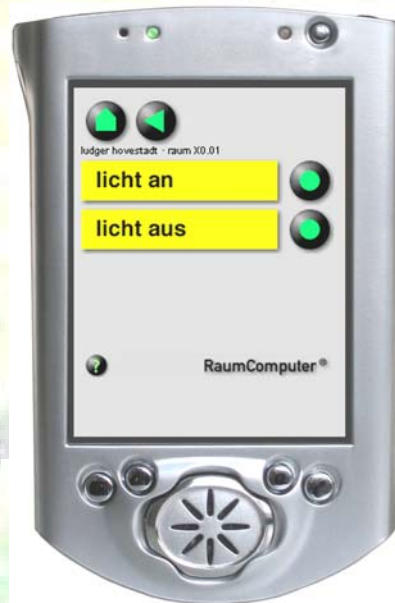 ludger hovestadt - raum X0.01
licht an
licht aus
?
RaumComputer®